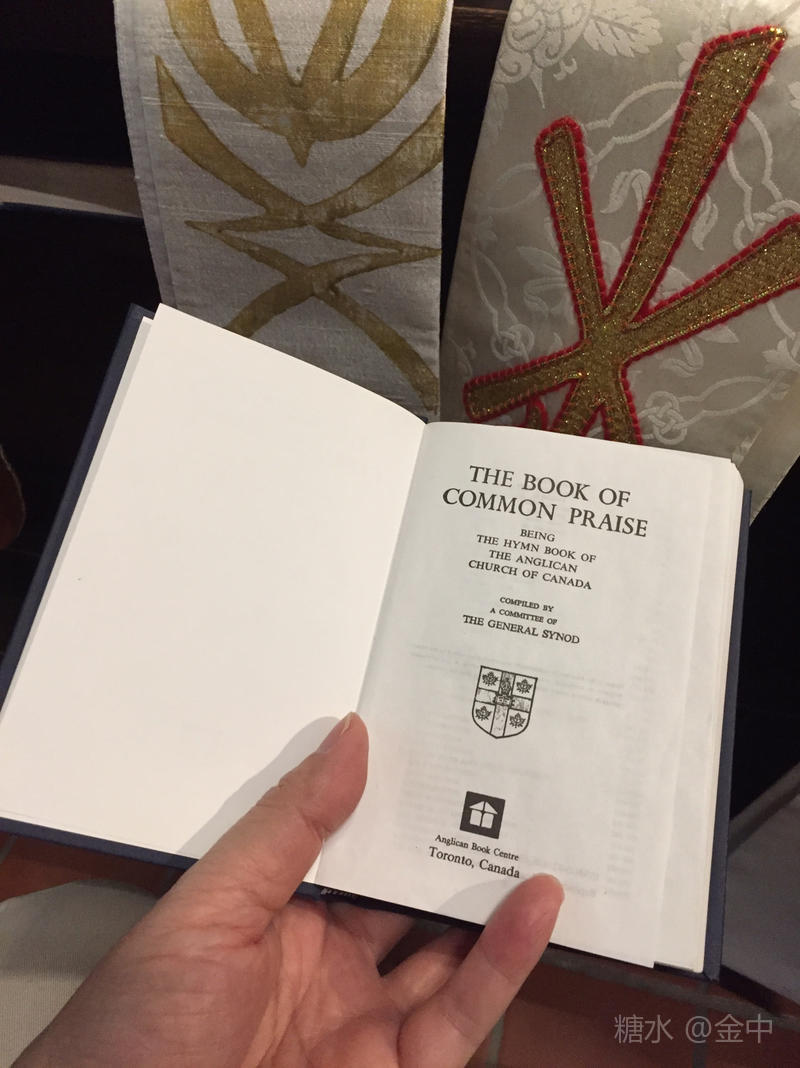 THE BOOK OF
COMMON PRAISE
BEING
THE HYMN BOOK OF
THE ANGLICAN
CHURCH OF CANADA
COMPILED BY
A COMMITTEE OF
THE GENERAL SYNOD
Anglican Book Centre
Toronto, Canada
糖水 @金中